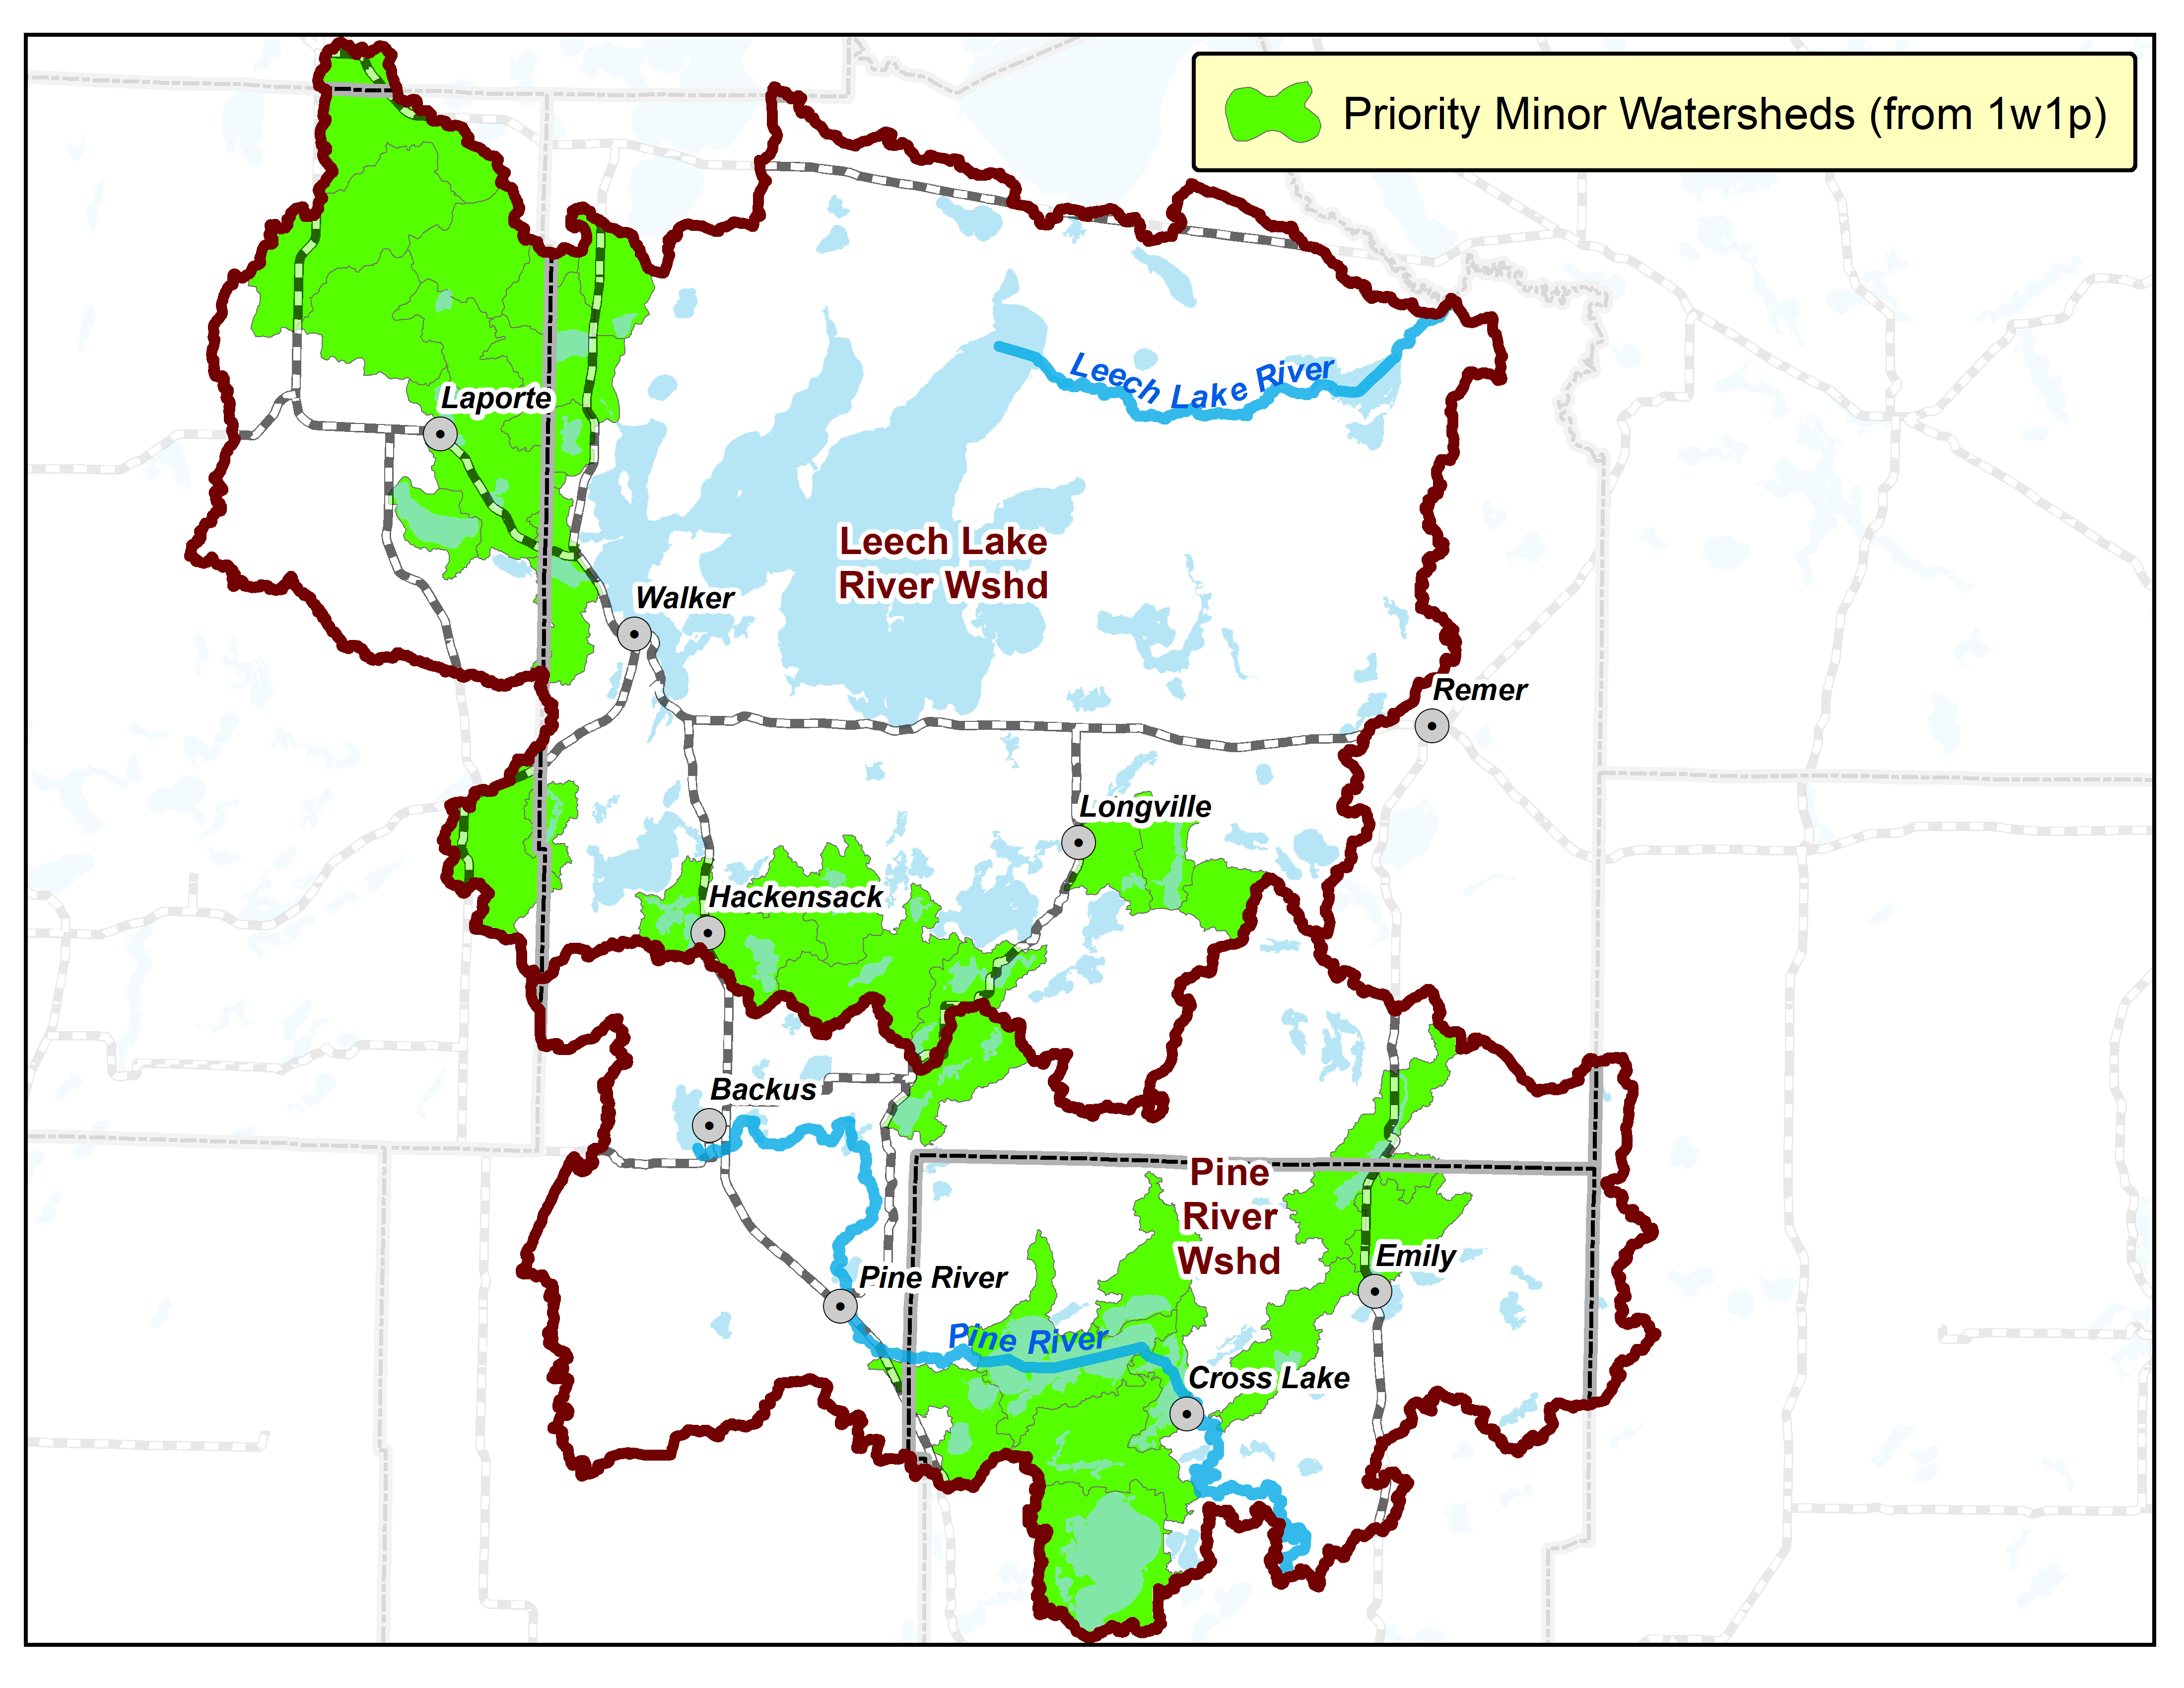 Priority Minor Watersheds (from 1w1p)
Leech Lake River
Laporte
Leech Lake
River Wshd
Walker
Remer
Longville
Hackensack
Backus
Pine
River
Wshd
Emily
Pine River
Pine River
Cross Lake